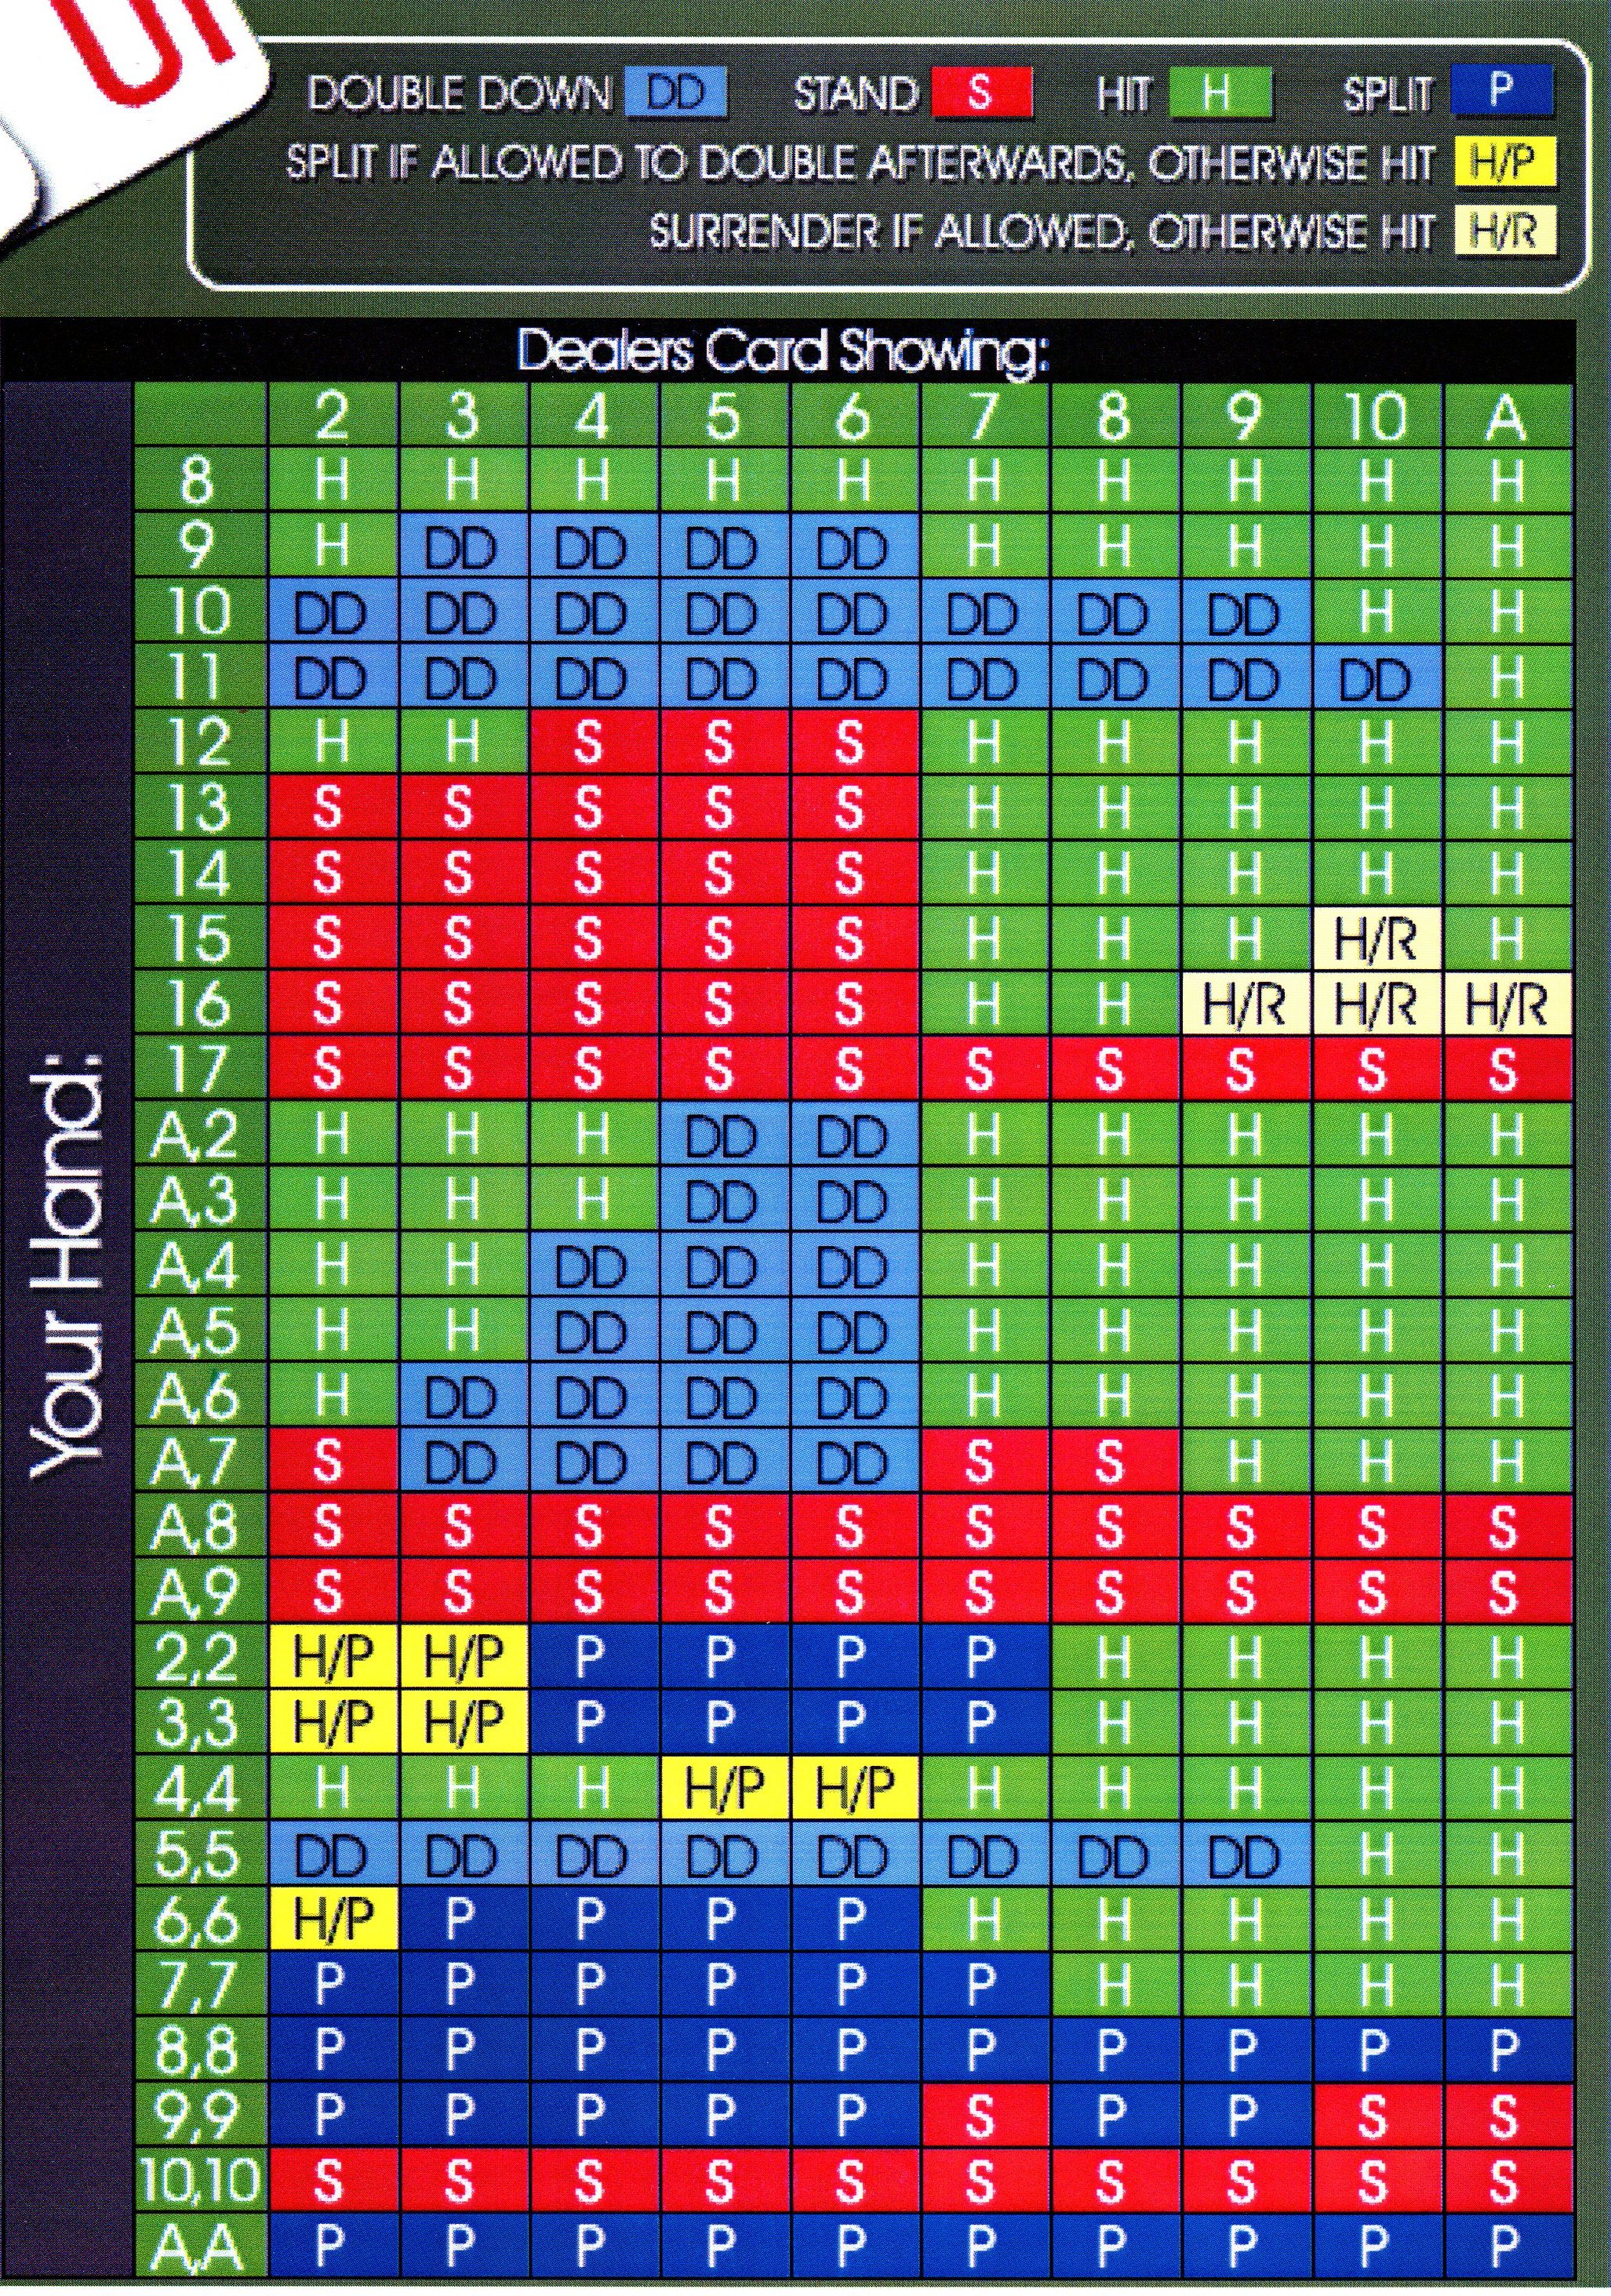 DOUBLE DOWN DD STAND S HIT H SPLIT P
SPLIT IF ALLOWED TO DOUBLE AFTERWARDS, OTHERWISE HIT H/P
SURRENDER IF ALLOWED, OTHERWISE HIT H/R
Dealers Card Showing:
Your Hand:
2 3 4 5 6 7 8 9 10 A
8 H H H H H H H H H H
9 H DD DD DD DD H H H H H
10 DD DD DD DD DD DD DD DD H H
11 DD DD DD DD DD DD DD DD DD H
12 H H S S S H H H H H
13 S S S S S H H H H H
14 S S S S S H H H H H
15 S S S S S H H H H/R H
16 S S S S S H H H/R H/R H/R
17 S S S S S S S S S S
A,2 H H H DD DD H H H H H
A,3 H H H DD DD H H H H H
A,4 H H DD DD DD H H H H H
A,5 H H DD DD DD H H H H H
A,6 H DD DD DD DD H H H H H
A,7 S DD DD DD DD S S H H H
A,8 S S S S S S S S S S
A,9 S S S S S S S S S S
2,2 H/P H/P P P P P H H H H
3,3 H/P H/P P P P P H H H H
4,4 H H H H/P H/P H H H H H
5,5 DD DD DD DD DD DD DD DD H H
6,6 H/P P P P P H H H H H
7,7 P P P P P P H H H H
8,8 P P P P P P P P P P
9,9 P P P P P S P P S S
10,10 S S S S S S S S S S
A,A P P P P P P P P P P